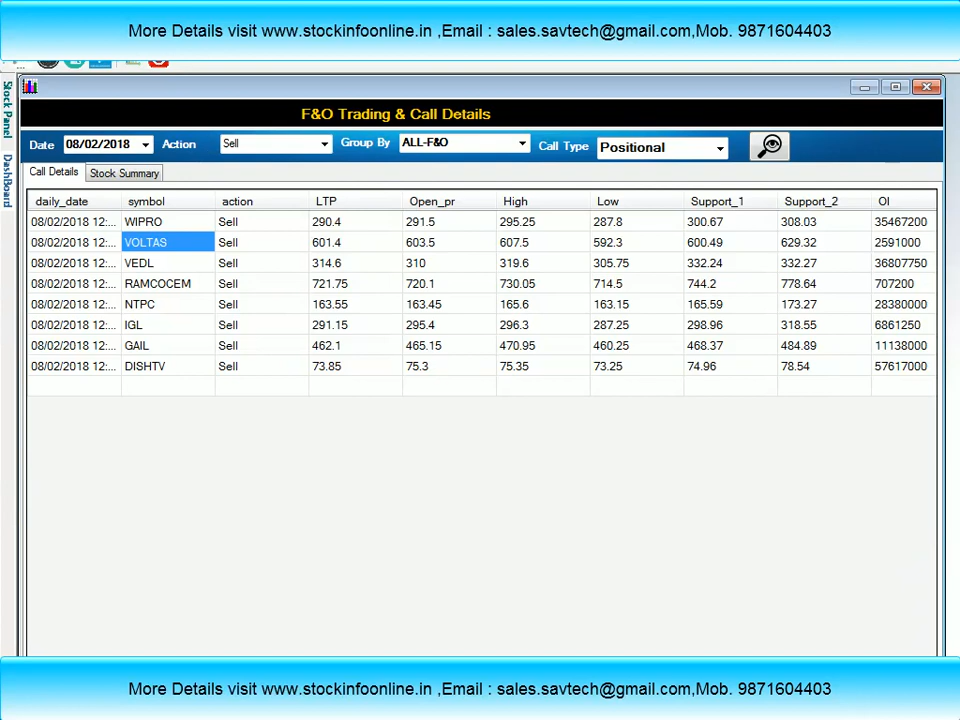 More Details visit www.stockinfoonline.in ,Email : sales.savtech@gmail.com,Mob. 9871604403
Stock Panel
DashBoard
F&O Trading & Call Details
Date 08/02/2018 Action Sell Group By ALL-F&O Call Type Positional
Call Details Stock Summary
daily_date symbol action LTP Open_pr High Low Support_1 Support_2 OI
08/02/2018 12:... WIPRO Sell 290.4 291.5 295.25 287.8 300.67 308.03 35467200
08/02/2018 12:... VOLTAS Sell 601.4 603.5 607.5 592.3 600.49 629.32 2591000
08/02/2018 12:... VEDL Sell 314.6 310 319.6 305.75 332.24 332.27 36807750
08/02/2018 12:... RAMCOCEM Sell 721.75 720.1 730.05 714.5 744.2 778.64 707200
08/02/2018 12:... NTPC Sell 163.55 163.45 165.6 163.15 165.59 173.27 28380000
08/02/2018 12:... IGL Sell 291.15 295.4 296.3 287.25 298.96 318.55 6861250
08/02/2018 12:... GAIL Sell 462.1 465.15 470.95 460.25 468.37 484.89 11138000
08/02/2018 12:... DISHTV Sell 73.85 75.3 75.35 73.25 74.96 78.54 57617000
More Details visit www.stockinfoonline.in ,Email : sales.savtech@gmail.com,Mob. 9871604403